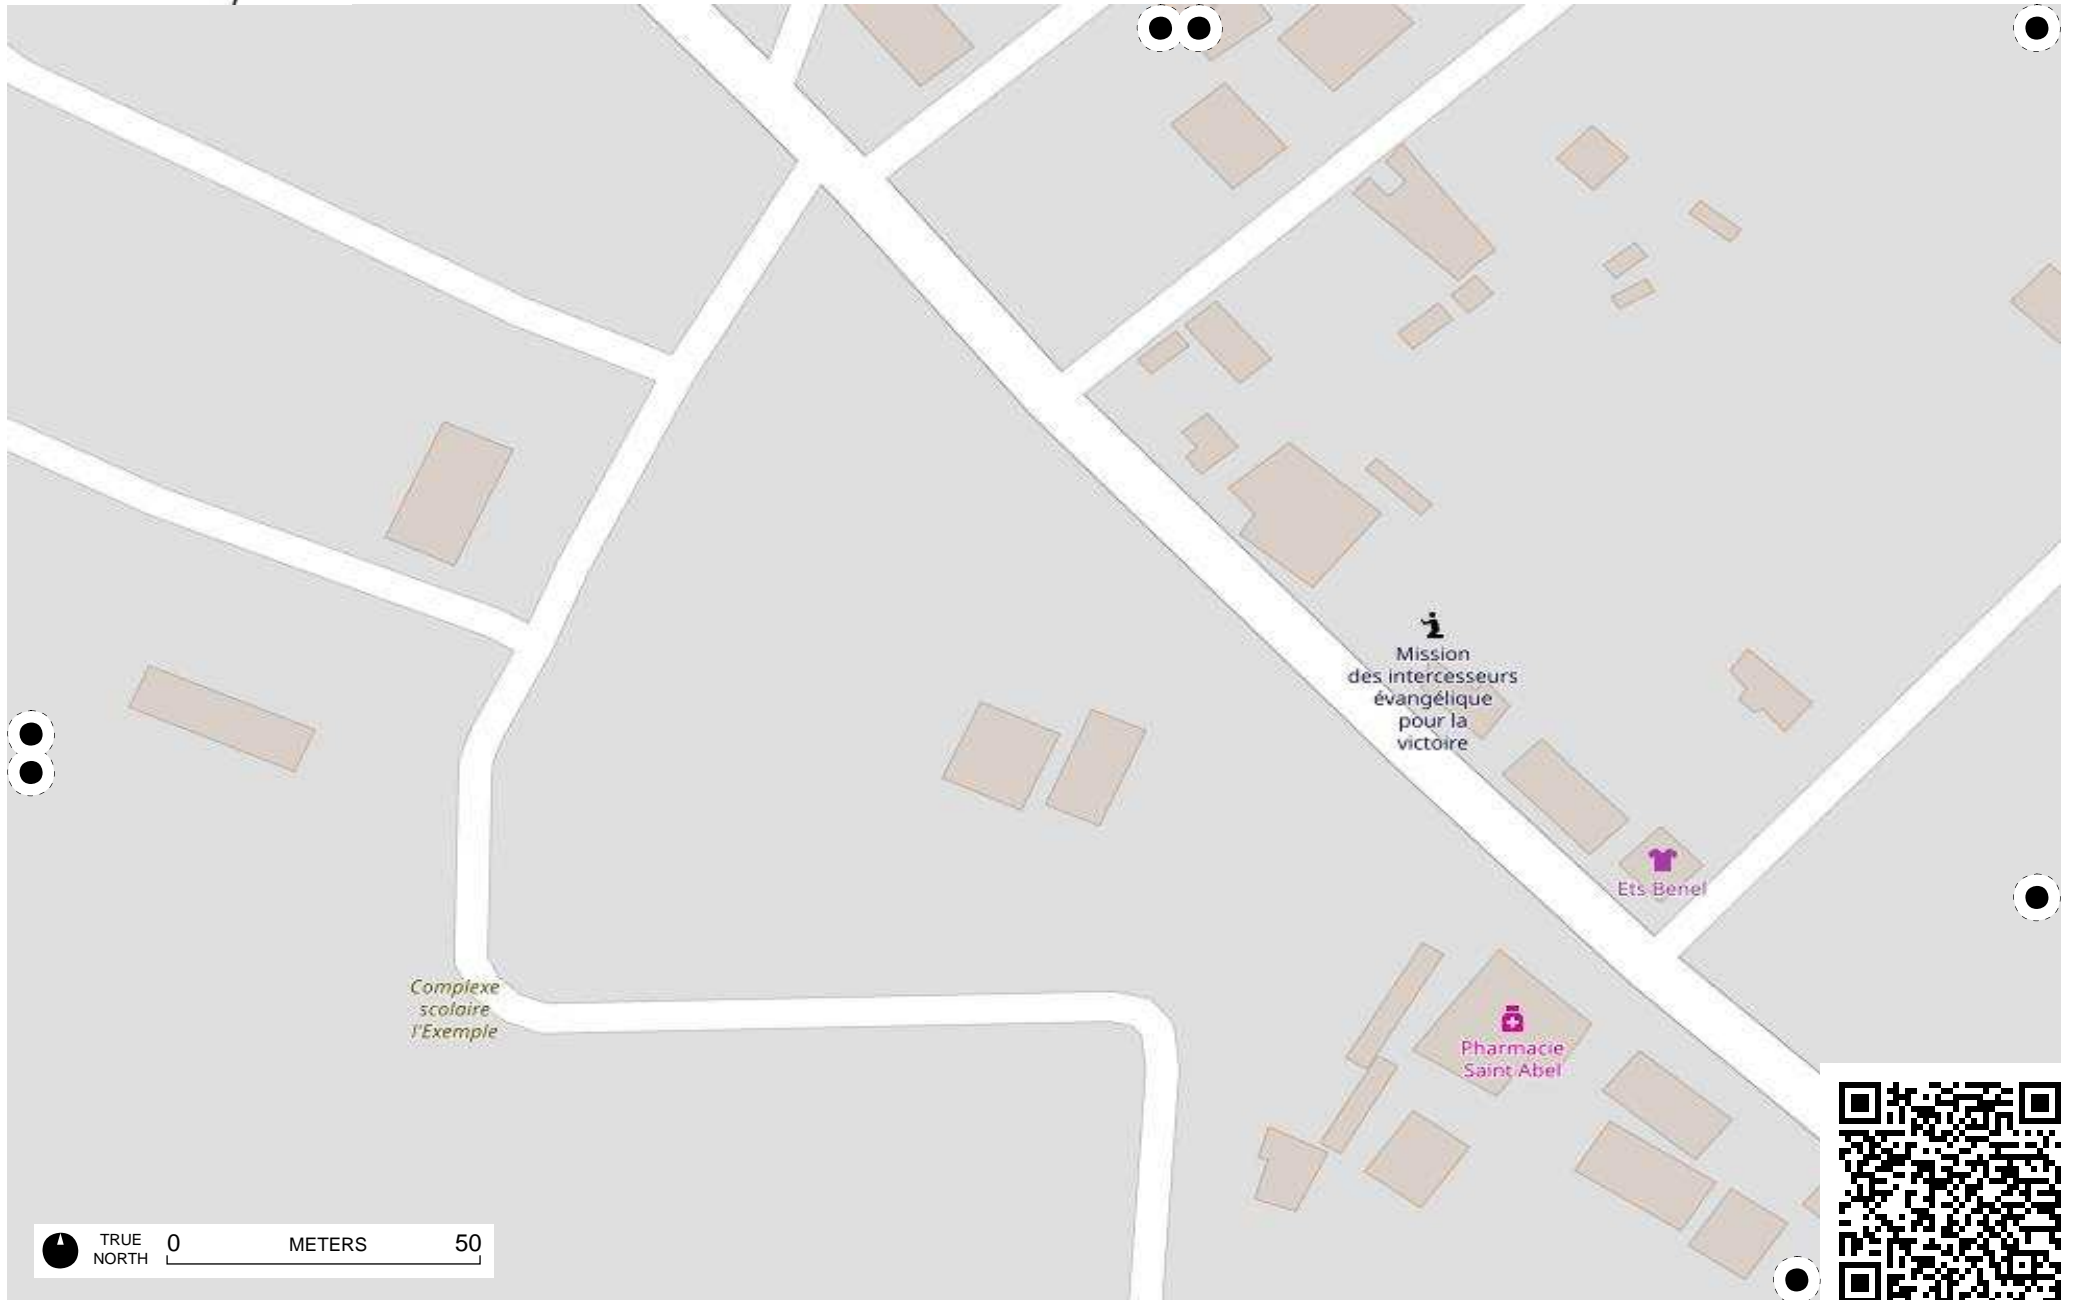 Mission
des intercesseurs
évangélique
pour la
victoire
Ets Benel
Complexe
scolaire
l'Exemple
Pharmacie
Saint Abel
TRUE
NORTH
0 METERS 50